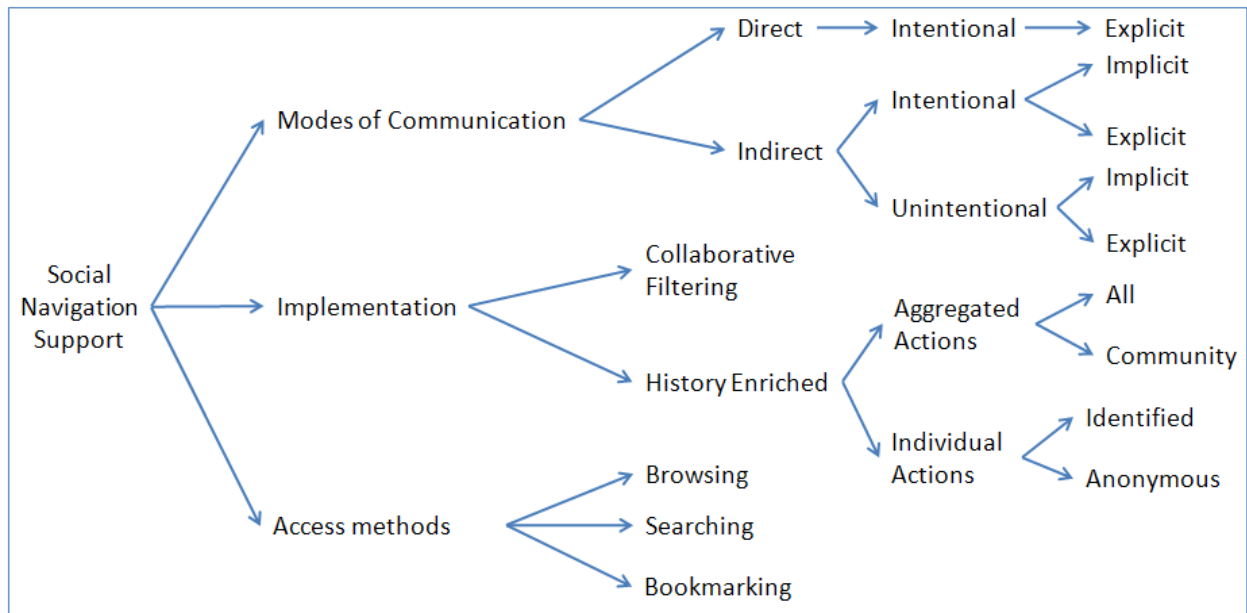 Direct
Intentional
Explicit
Implicit
Modes of Communication
Intentional
Explicit
Indirect
Implicit
Unintentional
Explicit
Social
Navigation
Support
Implementation
Collaborative
Filtering
Aggregated
Actions
All
Community
History Enriched
Individual
Actions
Identified
Anonymous
Access methods
Browsing
Searching
Bookmarking